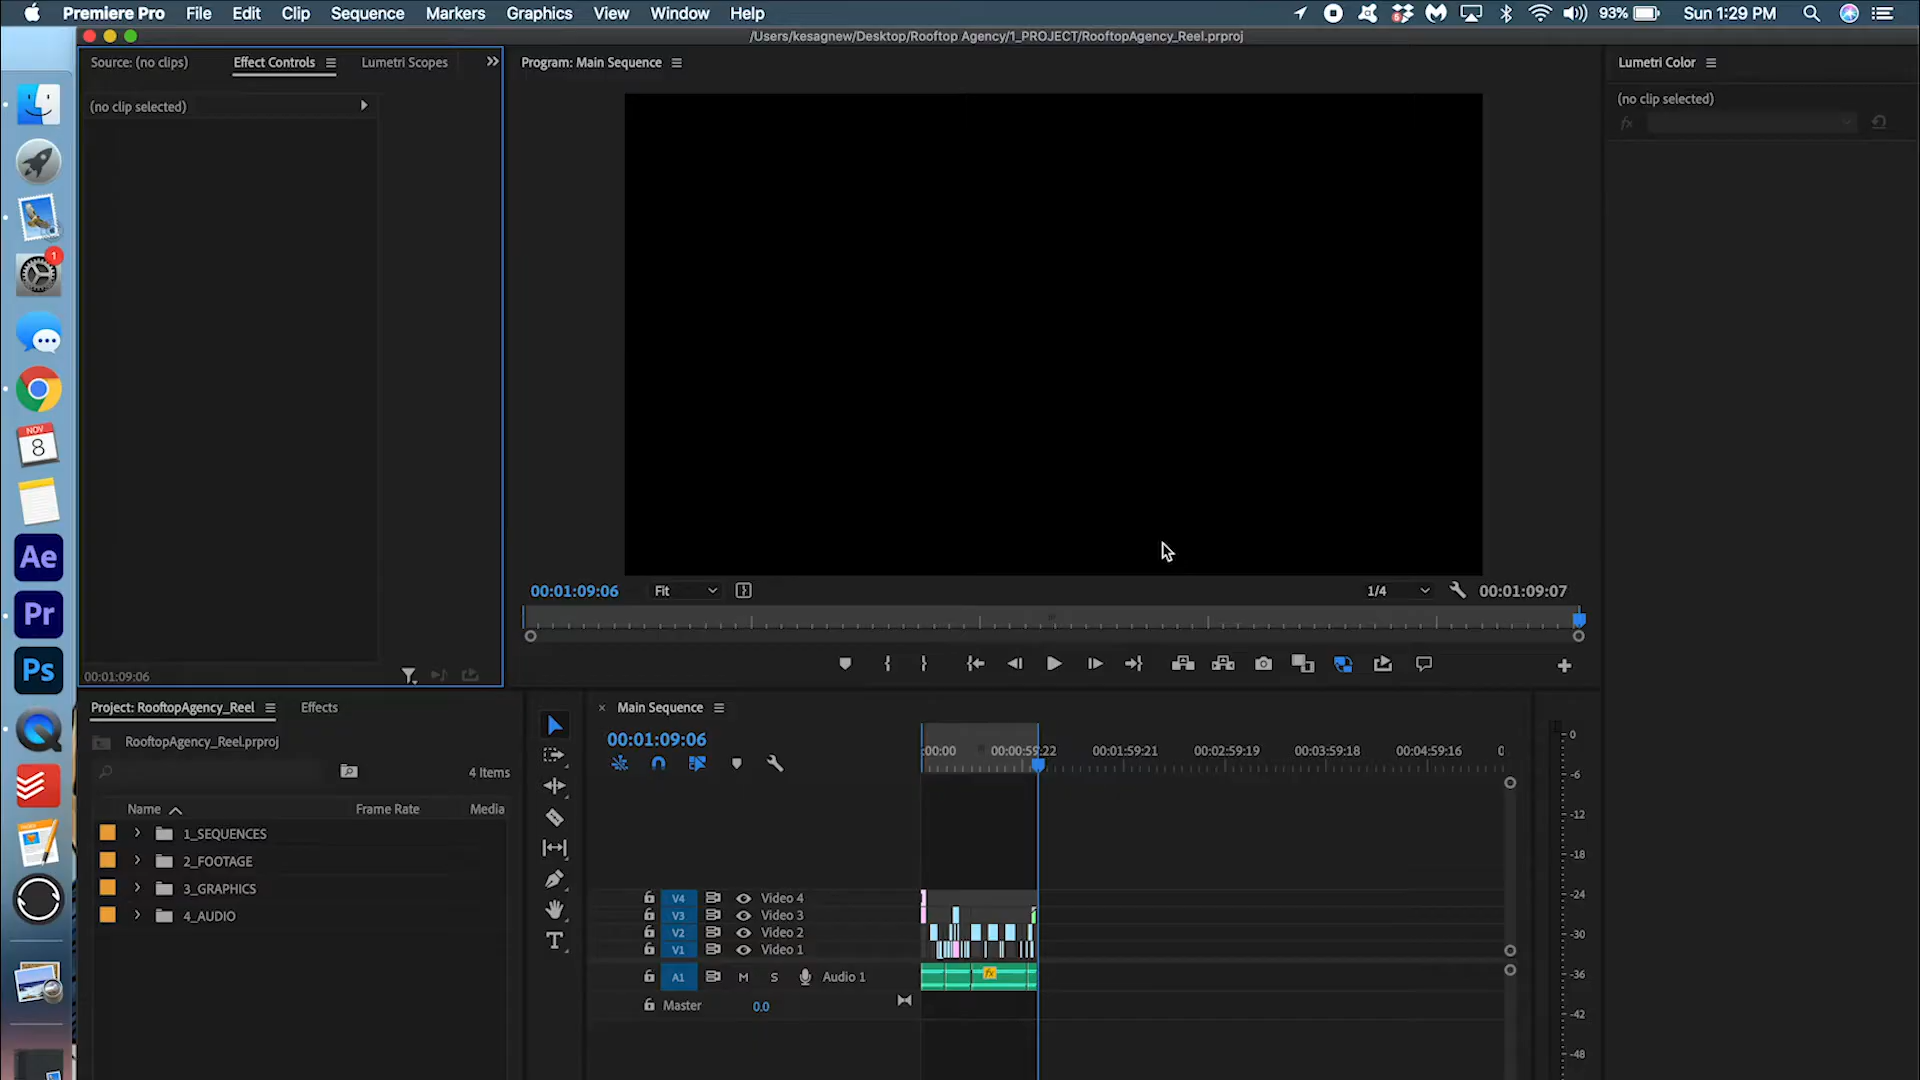 Premiere Pro File Edit Clip Sequence Markers Graphics View Window Help 93% Sun 1:29 PM
/Users/kesagnew/Desktop/Rooftop Agency/1_PROJECT/RooftopAgency_Reel.prproj
Source: (no clips) Effect Controls Lumetri Scopes
Program: Main Sequence
Lumetri Color
(no clip selected)
(no clip selected)
fx
1
NOV
8
Ae
Pr
Ps
00:01:09:06 Fit 1/4 00:01:09:07
00:01:09:06
Project: RooftopAgency_Reel Effects
RooftopAgency_Reel.prproj
4 Items
Name Frame Rate Media
1_SEQUENCES
2_FOOTAGE
3_GRAPHICS
4_AUDIO
Main Sequence
00:01:09:06
:00:00 00:00:59:22 00:01:59:21 00:02:59:19 00:03:59:18 00:04:59:16 0
V4 Video 4
V3 Video 3
V2 Video 2
V1 Video 1
A1 M S Audio 1
fx
Master 0.0
0
-6
-12
-18
-24
-30
-36
-42
-48